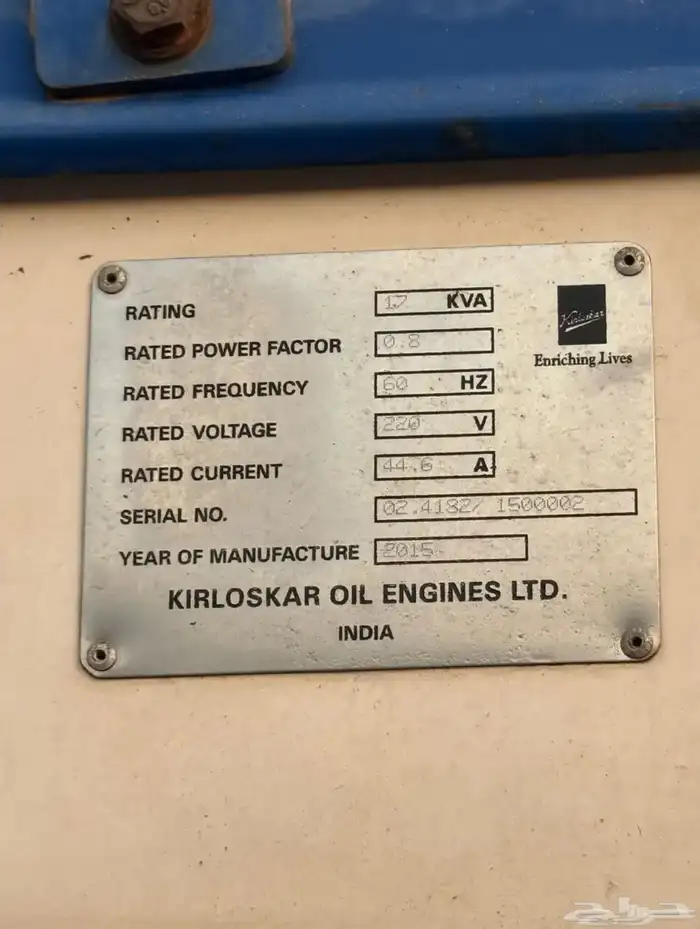 RATING 17 KVA
RATED POWER FACTOR 0.8
RATED FREQUENCY 60 HZ
RATED VOLTAGE 220 V
RATED CURRENT 44.6 A
SERIAL NO. 02.4182/ 1500002
YEAR OF MANUFACTURE 2015
KIRLOSKAR OIL ENGINES LTD.
INDIA
Kirloskar
Enriching Lives
حراج